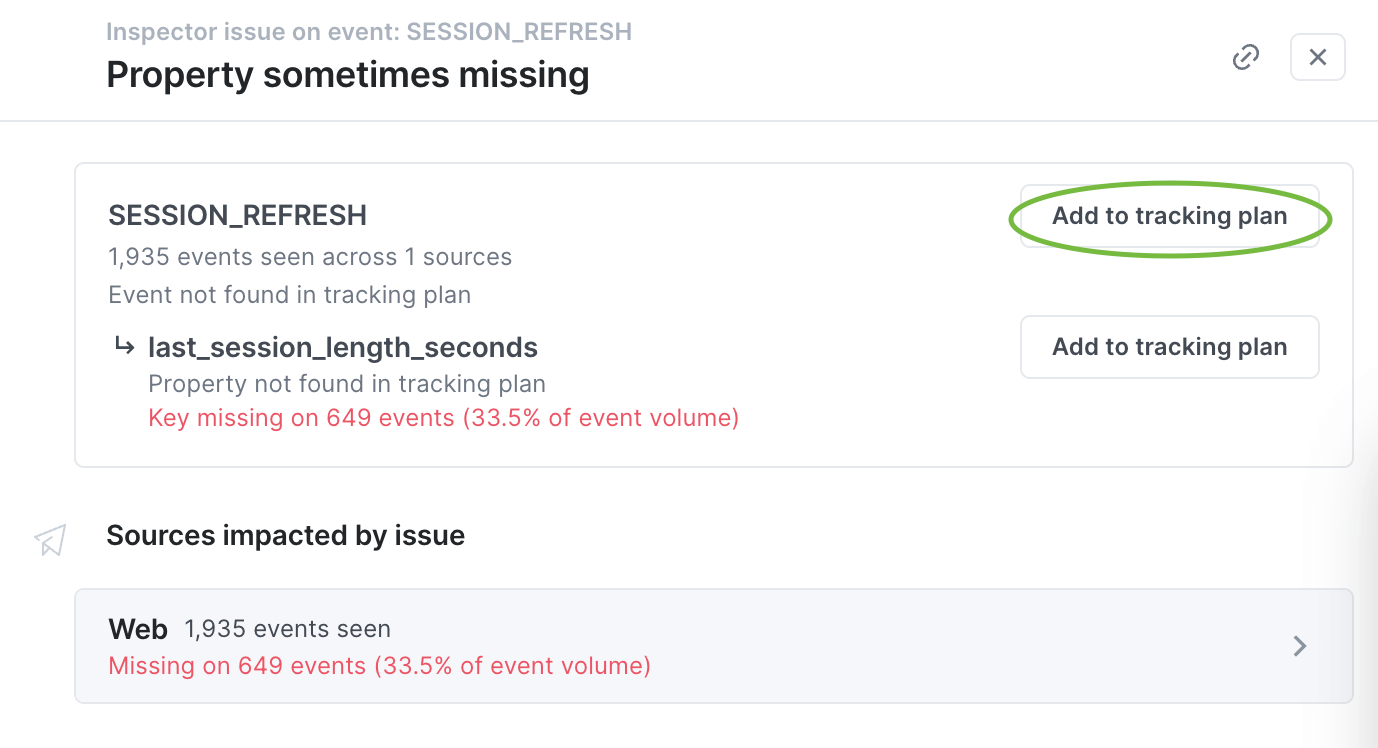 Inspector issue on event: SESSION_REFRESH
Property sometimes missing
SESSION_REFRESH
Add to tracking plan
1,935 events seen across 1 sources
Event not found in tracking plan
last_session_length_seconds
Add to tracking plan
Property not found in tracking plan
Key missing on 649 events (33.5% of event volume)
Sources impacted by issue
Web 1,935 events seen
Missing on 649 events (33.5% of event volume)